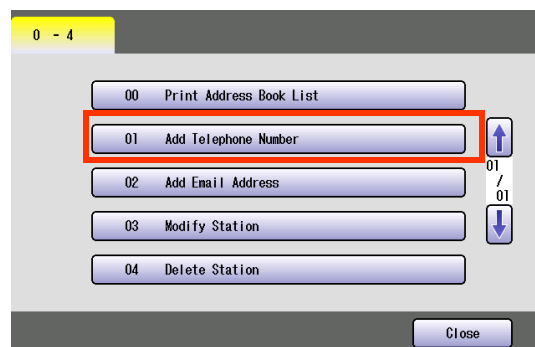 0 - 4
00 Print Address Book List
01 Add Telephone Number
02 Add Email Address
03 Modify Station
04 Delete Station
01
/
01
Close